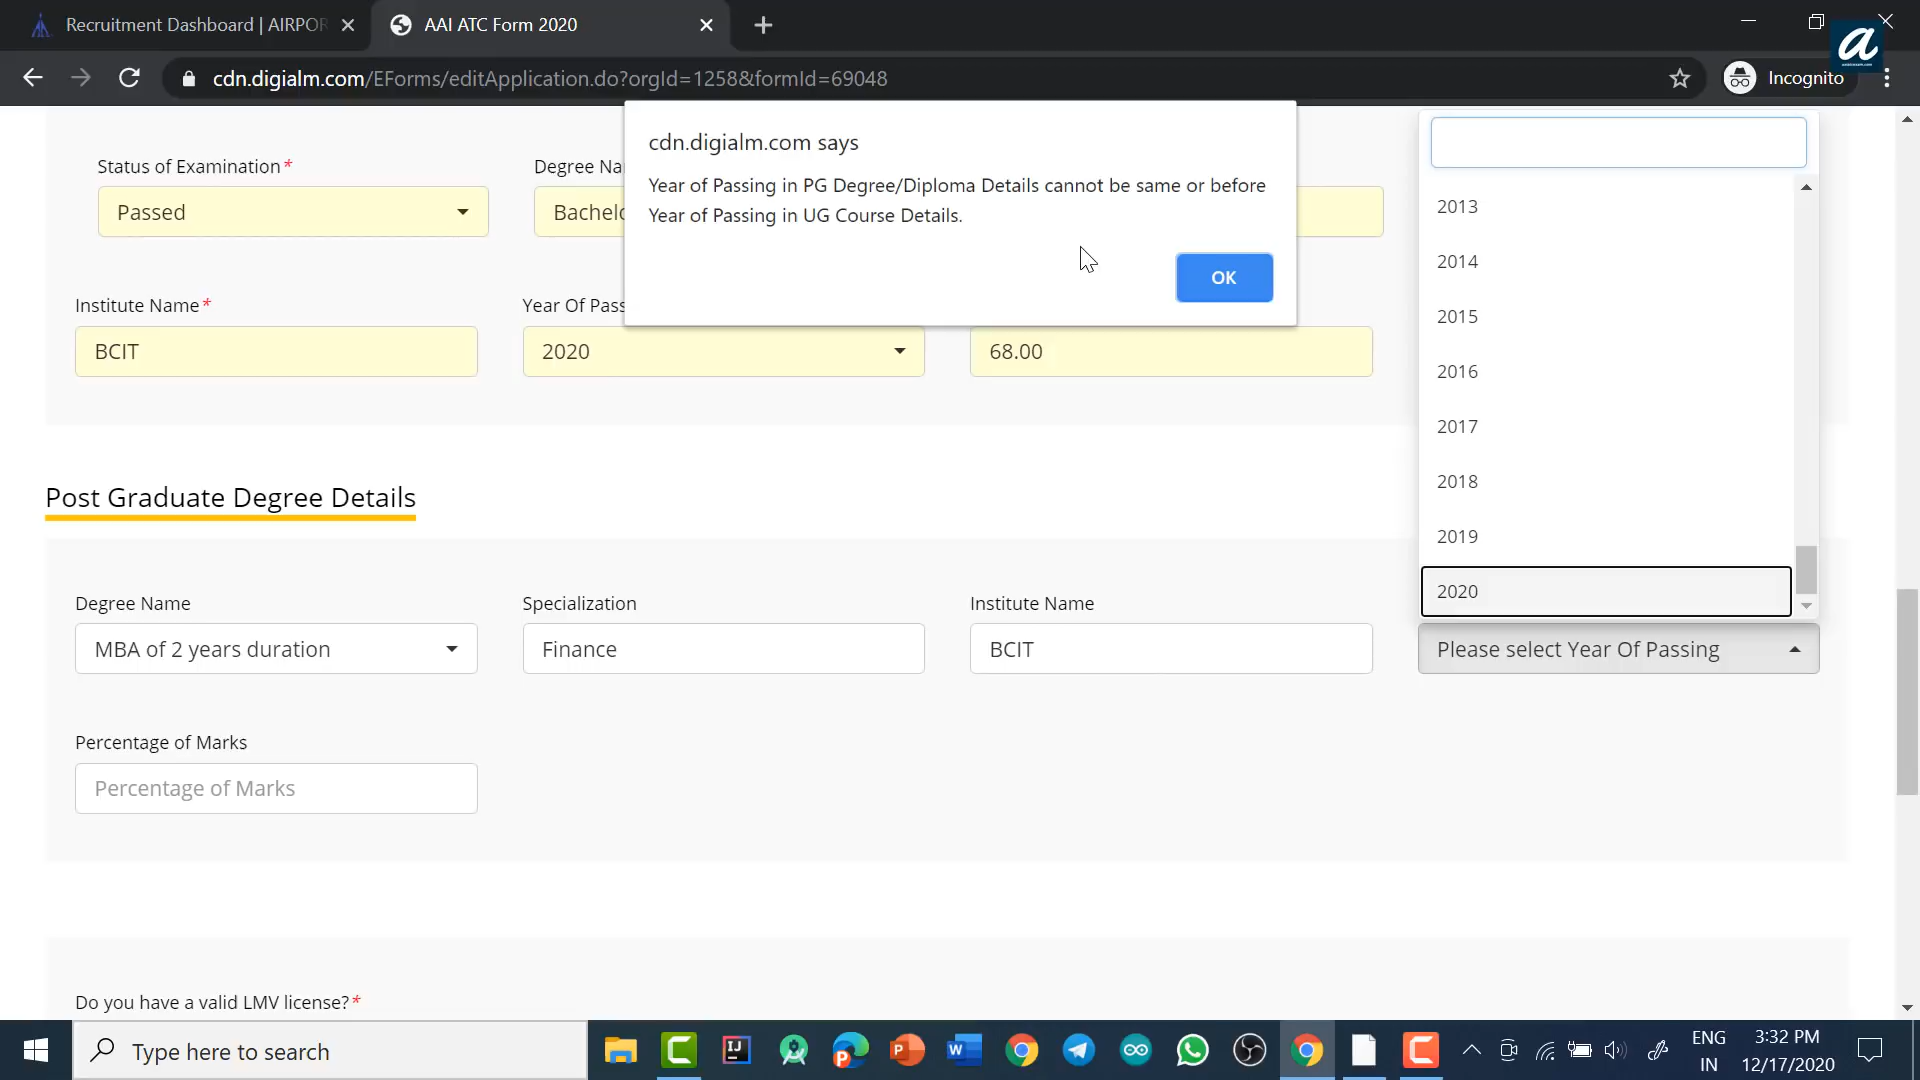 Recruitment Dashboard | AIRPOR
AAI ATC Form 2020
cdn.digialm.com/EForms/editApplication.do?orgId=1258&formId=69048
Incognito
a
cdn.digialm.com says
Year of Passing in PG Degree/Diploma Details cannot be same or before
Year of Passing in UG Course Details.
OK
Status of Examination*
Degree Na
Passed
Bachelo
Institute Name*
Year Of Pass
BCIT
2020
68.00
2013
2014
2015
2016
2017
2018
2019
2020
Post Graduate Degree Details
Degree Name
Specialization
Institute Name
MBA of 2 years duration
Finance
BCIT
Please select Year Of Passing
Percentage of Marks
Percentage of Marks
Do you have a valid LMV license?*
Type here to search
ENG
IN
3:32 PM
12/17/2020